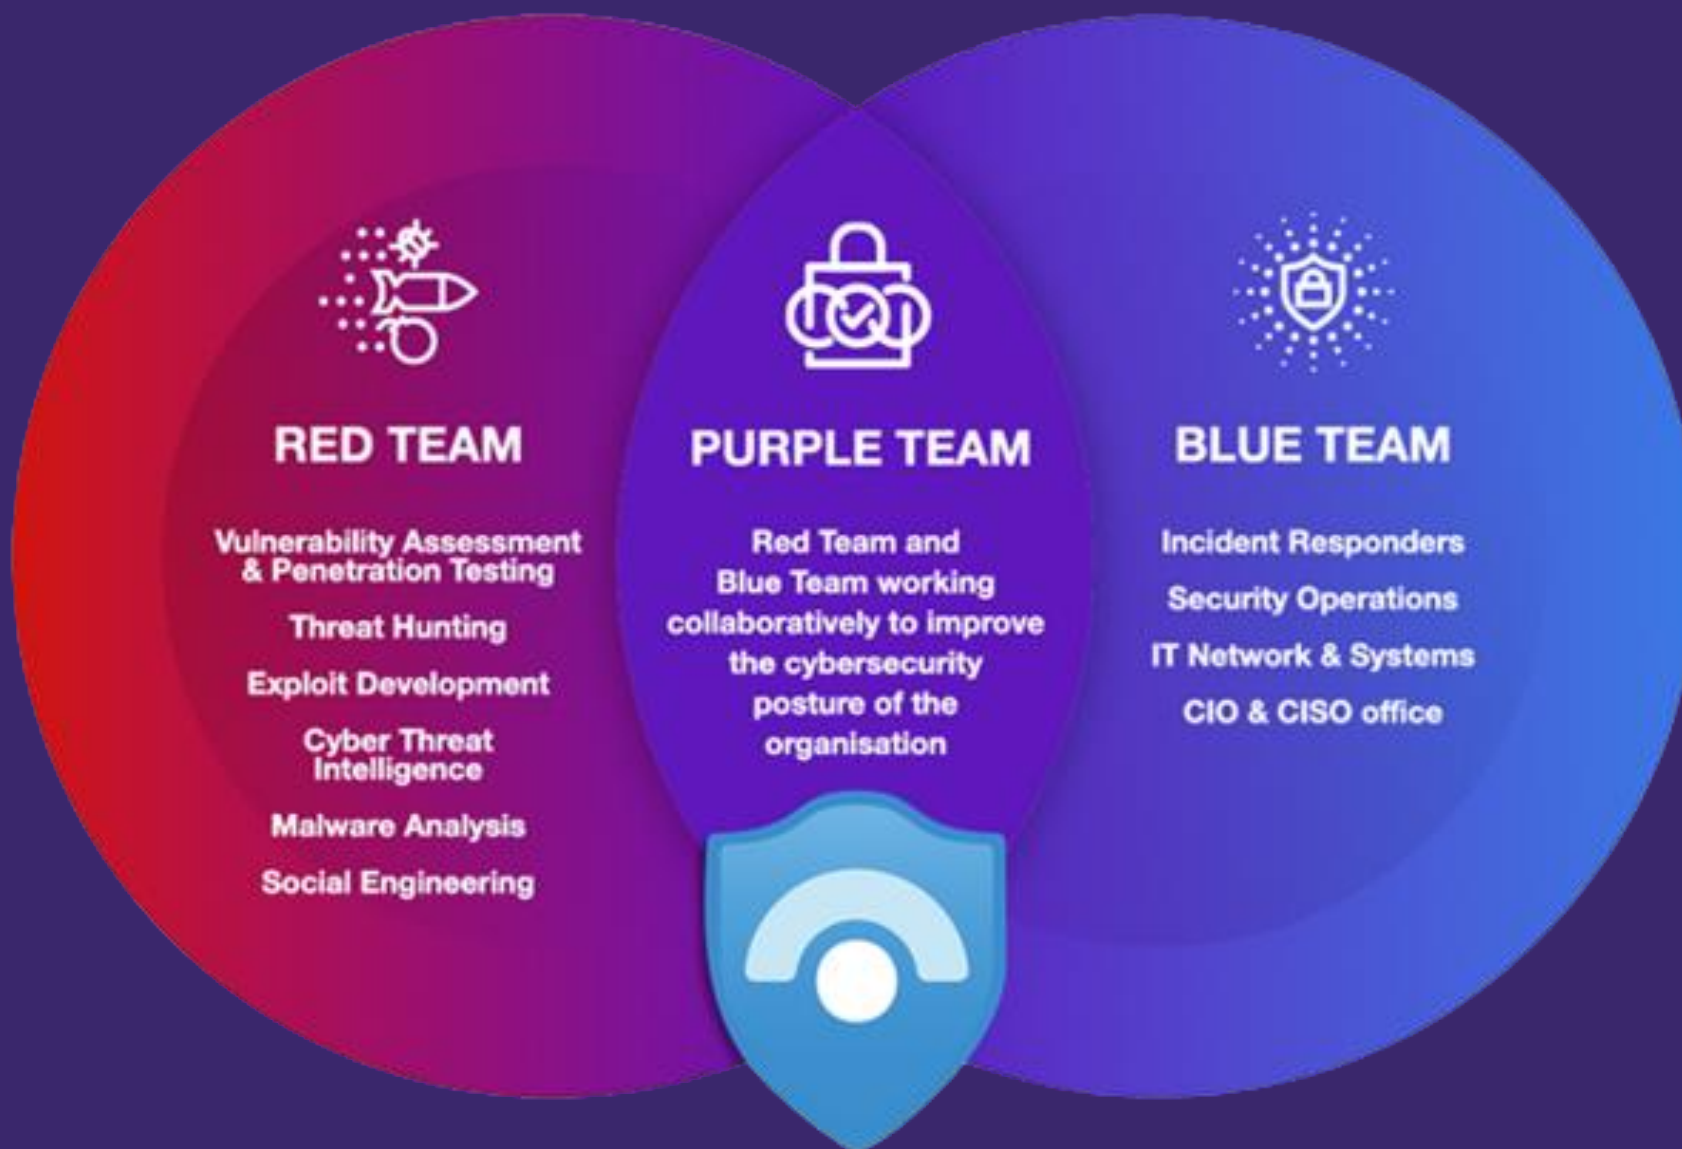 RED TEAM
Vulnerability Assessment
& Penetration Testing
Threat Hunting
Exploit Development
Cyber Threat
Intelligence
Malware Analysis
Social Engineering
PURPLE TEAM
Red Team and
Blue Team working
collaboratively to improve
the cybersecurity
posture of the
organisation
BLUE TEAM
Incident Responders
Security Operations
IT Network & Systems
CIO & CISO office